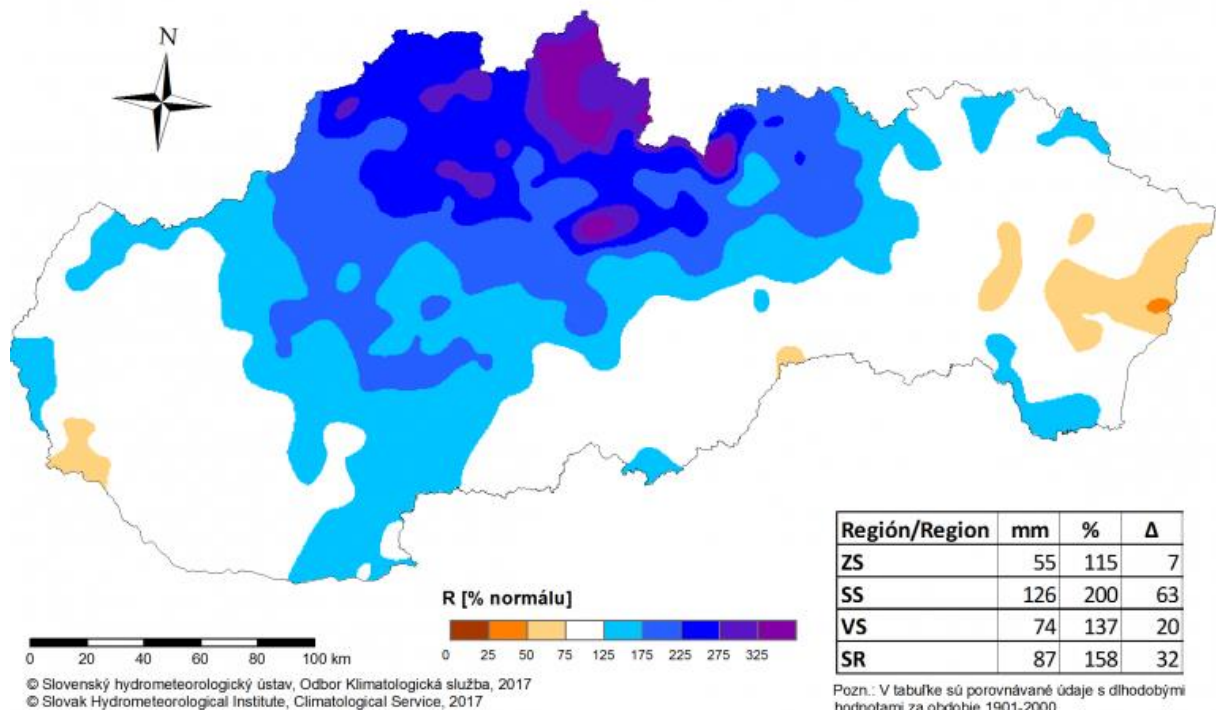 N
Región/Region mm % Δ
ZS 55 115 7
SS 126 200 63
VS 74 137 20
SR 87 158 32
R [% normálu]
0 25 50 75 125 175 225 275 325
0 20 40 60 80 100 km
© Slovenský hydrometeorologický ústav, Odbor Klimatologická služba, 2017
© Slovak Hydrometeorological Institute, Climatological Service, 2017
Pozn.: V tabuľke sú porovnávané údaje s dlhodobými
hodnotami za obdobie 1901-2000